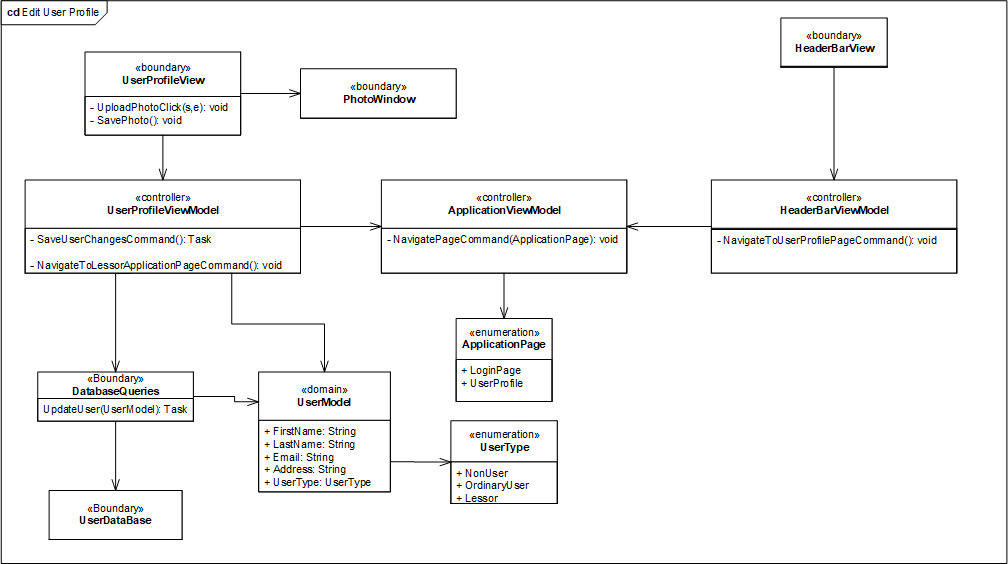 cd Edit User Profile
«boundary»
HeaderBarView
«boundary»
UserProfileView
- UploadPhotoClick(s,e): void
- SavePhoto(): void
«boundary»
PhotoWindow
«controller»
UserProfileViewModel
- SaveUserChangesCommand(): Task
- NavigateToLessorApplicationPageCommand(): void
«controller»
ApplicationViewModel
- NavigatePageCommand(ApplicationPage): void
«controller»
HeaderBarViewModel
- NavigateToUserProfilePageCommand(): void
«enumeration»
ApplicationPage
+ LoginPage
+ UserProfile
«Boundary»
DatabaseQueries
UpdateUser(UserModel): Task
«domain»
UserModel
+ FirstName: String
+ LastName: String
+ Email: String
+ Address: String
+ UserType: UserType
«enumeration»
UserType
+ NonUser
+ OrdinaryUser
+ Lessor
«Boundary»
UserDataBase